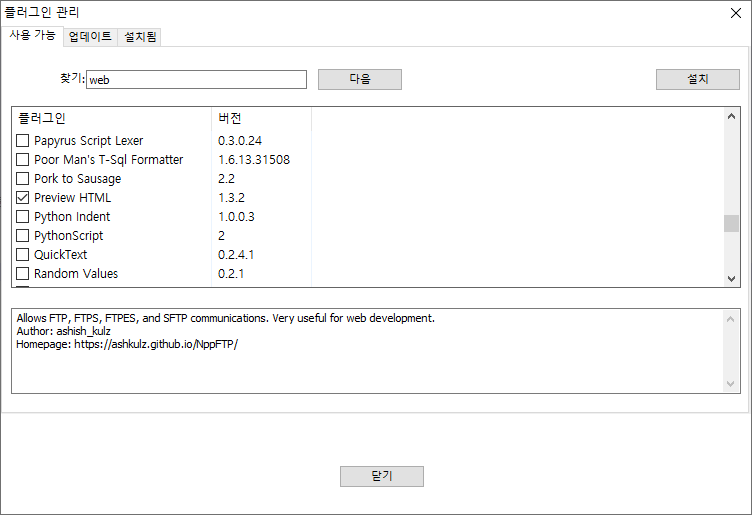 플러그인 관리
사용 가능 업데이트 설치됨
찾기: web 다음 설치
플러그인 버전
Papyrus Script Lexer 0.3.0.24
Poor Man's T-Sql Formatter 1.6.13.31508
Pork to Sausage 2.2
Preview HTML 1.3.2
Python Indent 1.0.0.3
PythonScript 2
QuickText 0.2.4.1
Random Values 0.2.1
Allows FTP, FTPS, FTPES, and SFTP communications. Very useful for web development.
Author: ashish_kulz
Homepage: https://ashkulz.github.io/NppFTP/
닫기